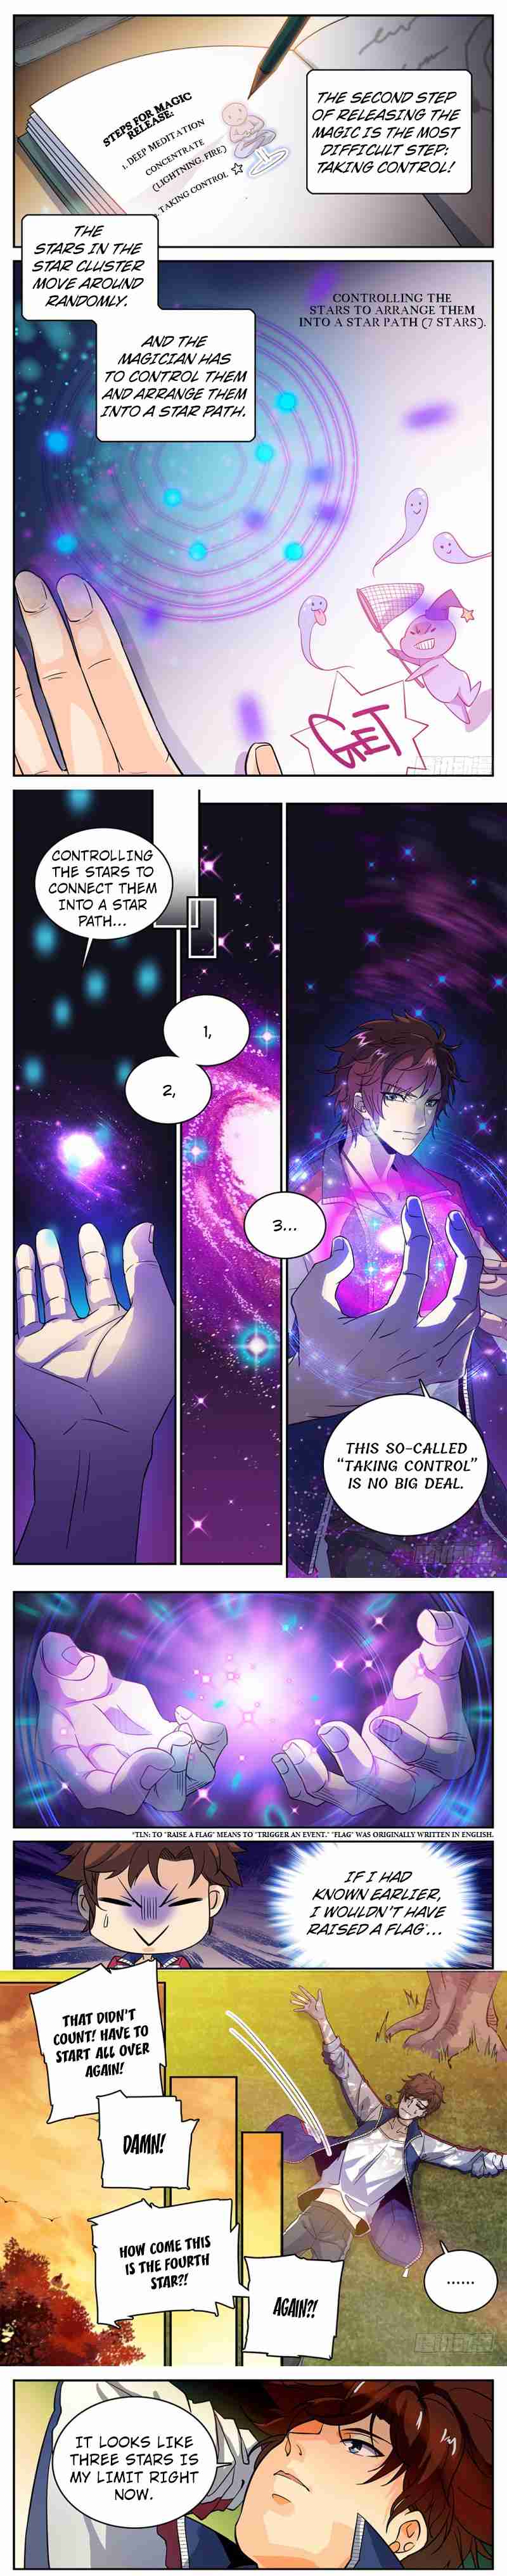 STEPS FOR MAGIC
RELEASE:
1. DEEP MEDITATION
CONCENTRATE
(LIGHTNING, FIRE)
TAKING CONTROL
THE SECOND STEP
OF RELEASING THE
MAGIC IS THE MOST
DIFFICULT STEP:
TAKING CONTROL!
THE
STARS IN THE
STAR CLUSTER
MOVE AROUND
RANDOMLY.
CONTROLLING THE
STARS TO ARRANGE THEM
INTO A STAR PATH (7 STARS).
AND THE
MAGICIAN HAS
TO CONTROL THEM
AND ARRANGE THEM
INTO A STAR PATH.
GET
CONTROLLING
THE STARS TO
CONNECT THEM
INTO A STAR
PATH...
1,
2,
3...
THIS SO-CALLED
"TAKING CONTROL"
IS NO BIG DEAL.
*TLN: TO "RAISE A FLAG" MEANS TO "TRIGGER AN EVENT." "FLAG" WAS ORIGINALLY WRITTEN IN ENGLISH.
IF I HAD
KNOWN EARLIER,
I WOULDN'T HAVE
RAISED A FLAG*...
THAT DIDN'T
COUNT! HAVE TO
START ALL OVER
AGAIN!
DAMN!
HOW COME THIS
IS THE FOURTH
STAR?!
AGAIN?!
......
IT LOOKS LIKE
THREE STARS IS
MY LIMIT RIGHT
NOW.